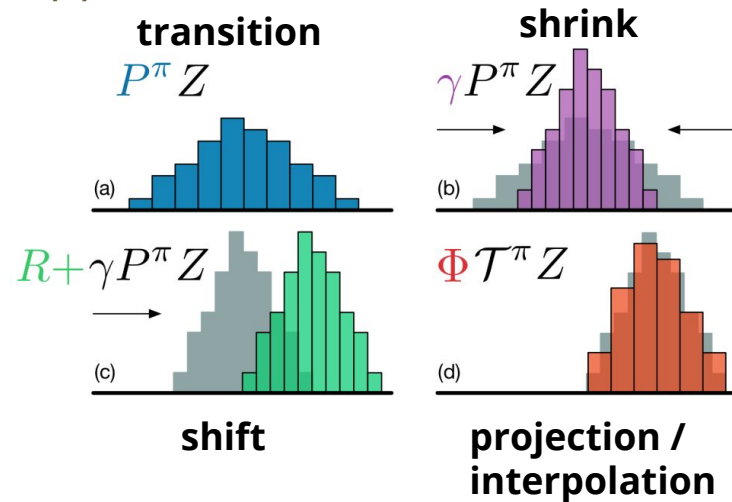 transition
P^π Z
(a)
shrink
γP^π Z
(b)
R+γP^π Z
(c)
shift
Φ𝒯^π Z
(d)
projection /
interpolation